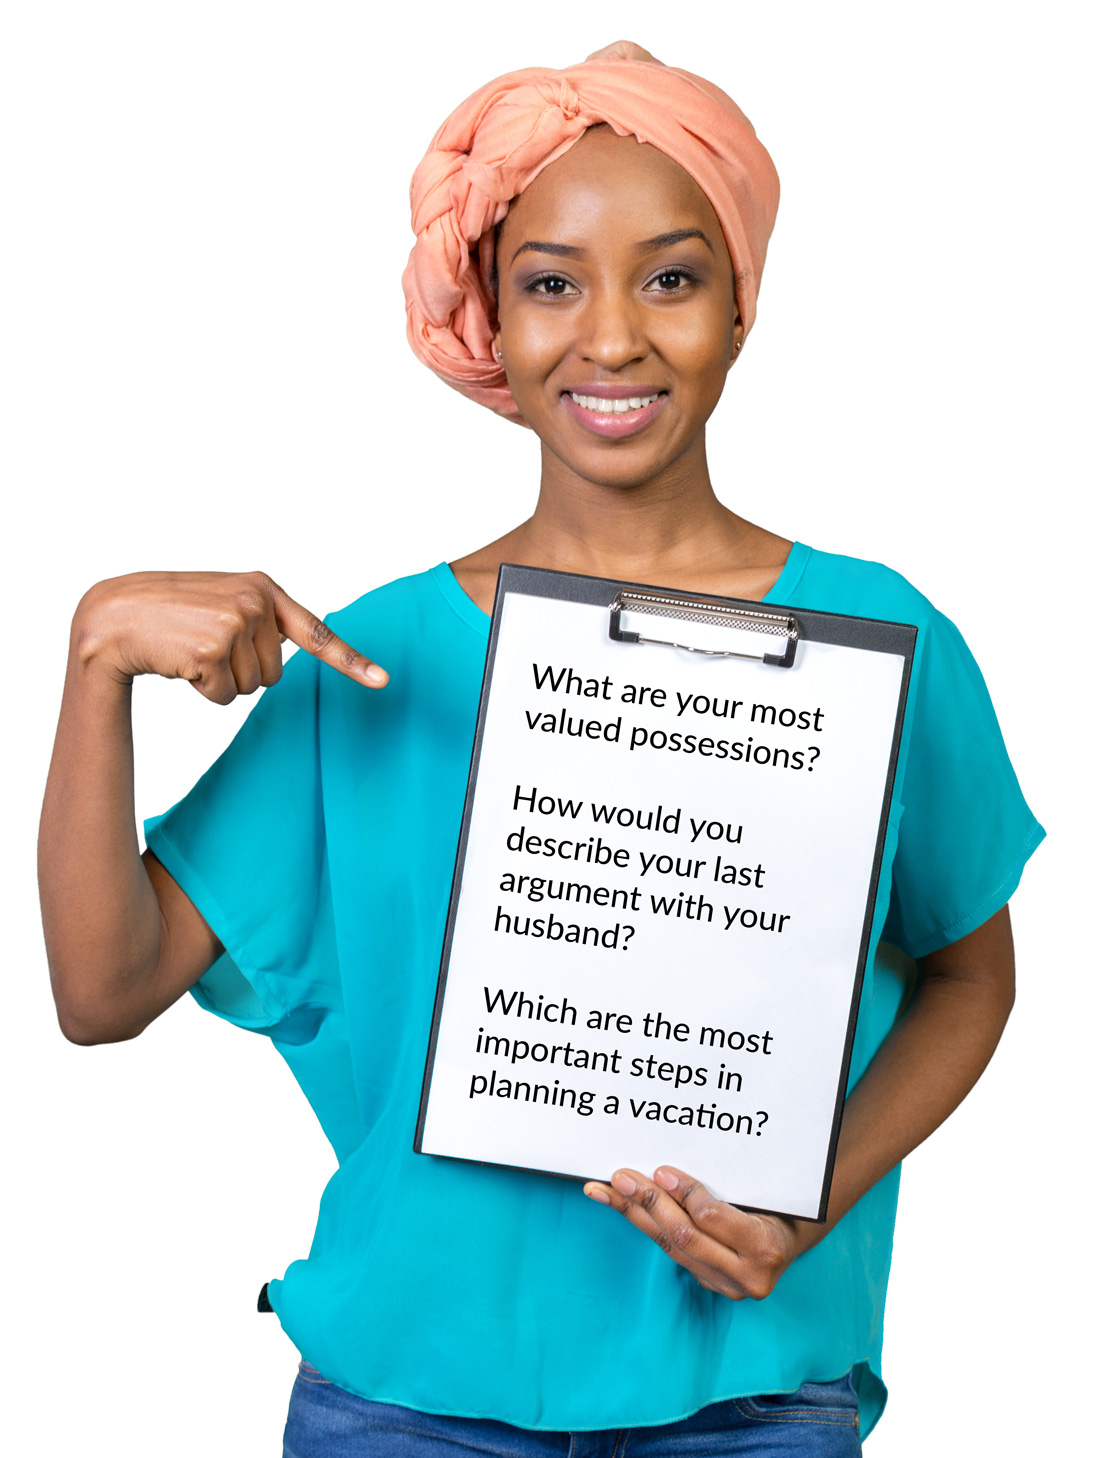 What are your most
valued possessions?
How would you
describe your last
argument with your
husband?
Which are the most
important steps in
planning a vacation?